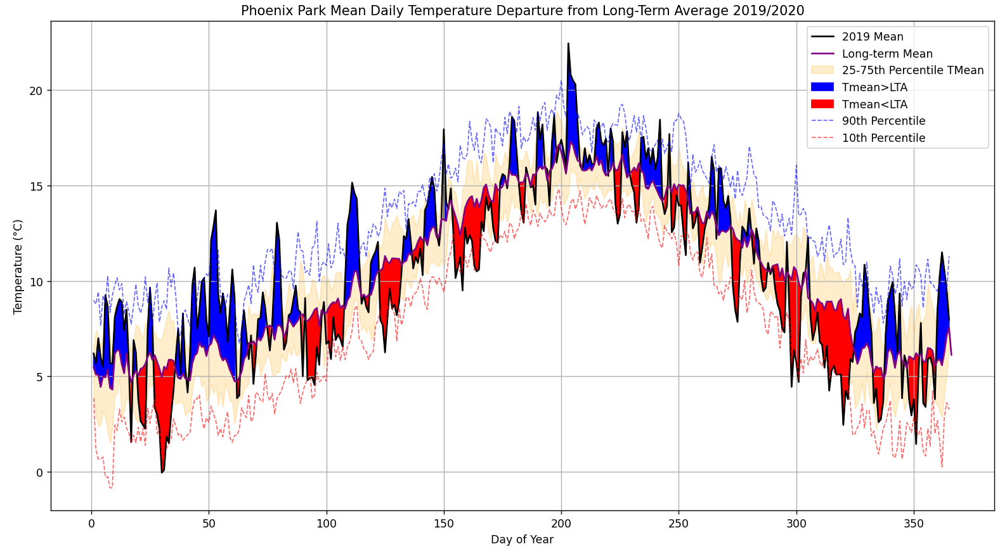 Phoenix Park Mean Daily Temperature Departure from Long-Term Average 2019/2020
2019 Mean
Long-term Mean
25-75th Percentile TMean
Tmean>LTA
Tmean<LTA
90th Percentile
10th Percentile
Temperature (°C)
20
15
10
5
0
0 50 100 150 200 250 300 350
Day of Year